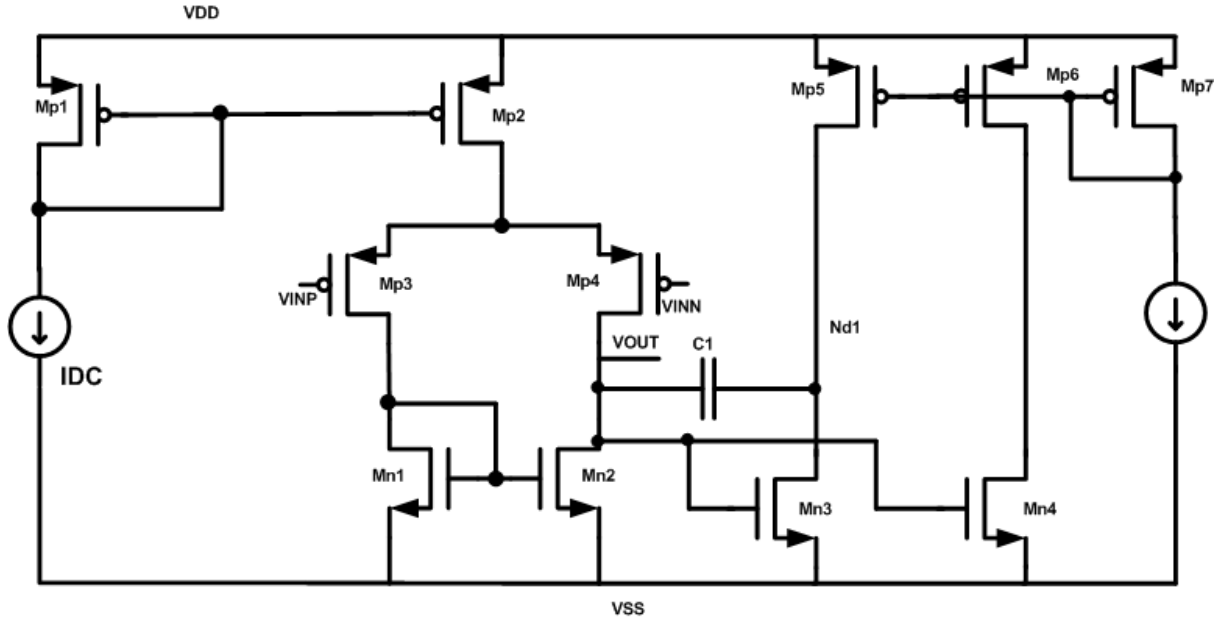 VDD
Mp1
Mp2
Mp5
Mp6
Mp7
VINP
Mp3
Mp4
VINN
IDC
VOUT
C1
Nd1
Mn1
Mn2
Mn3
Mn4
VSS